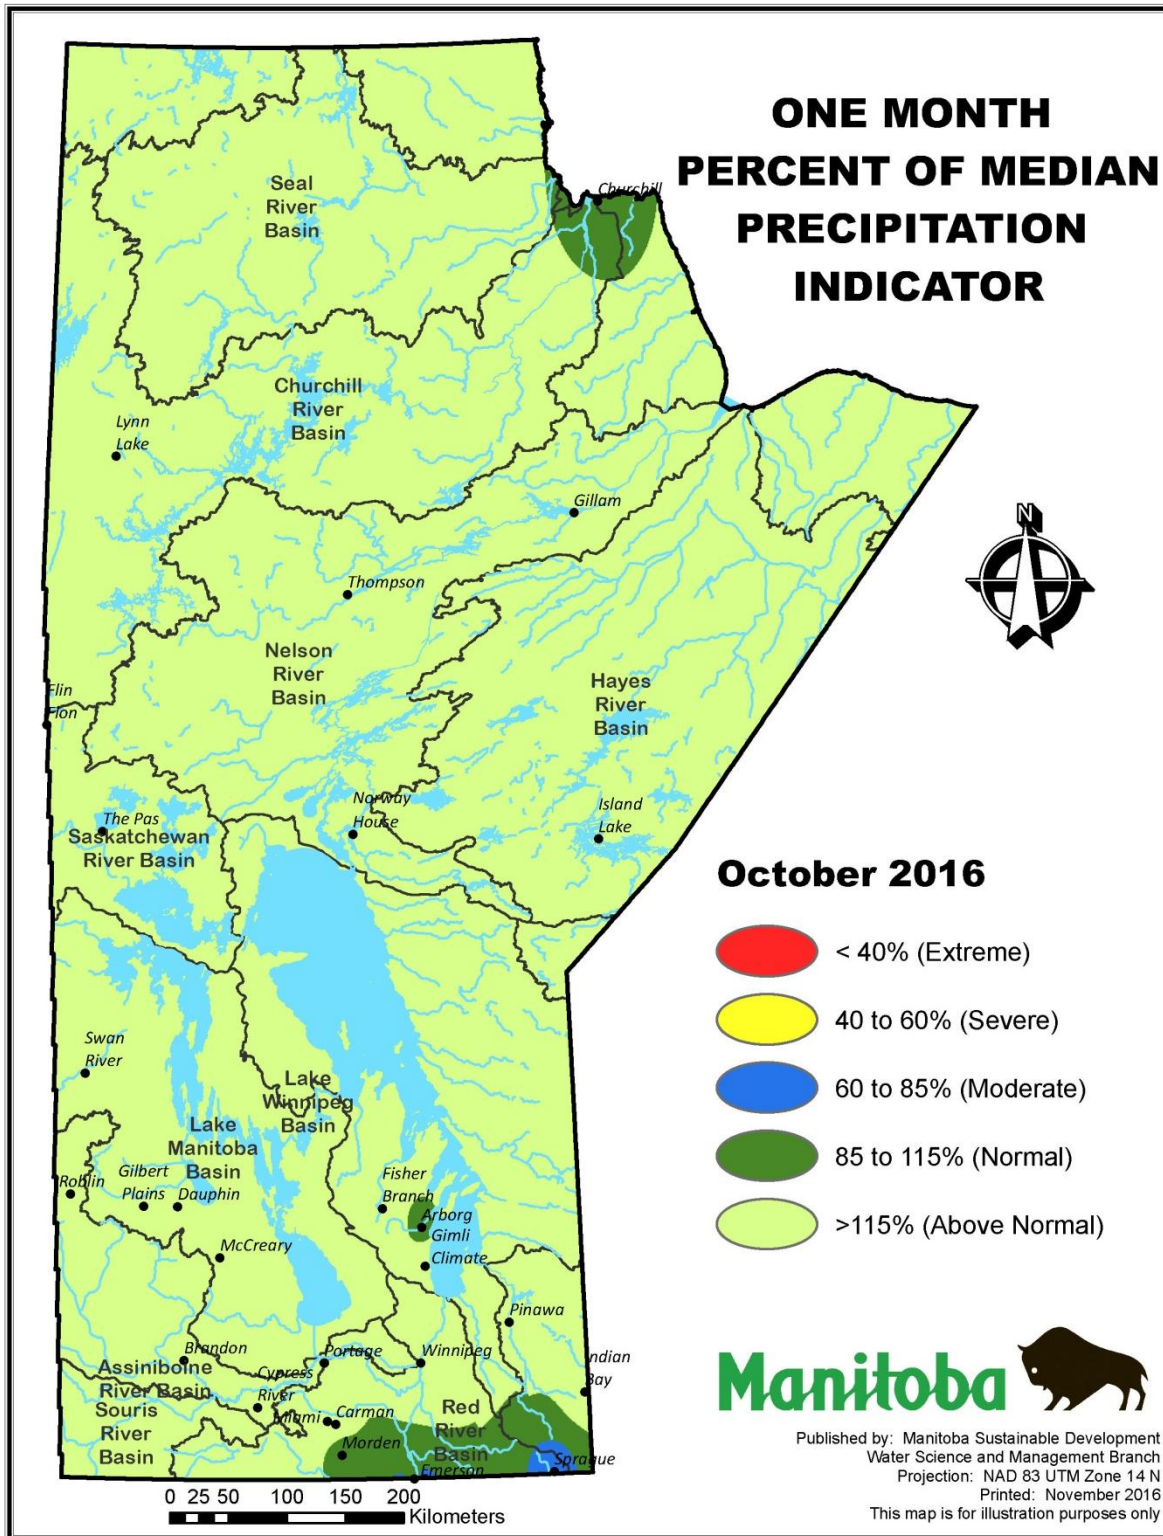 ONE MONTH
PERCENT OF MEDIAN
PRECIPITATION
INDICATOR
Churchill
Seal
River
Basin
Churchill
River
Basin
Lynn
Lake
Gillam
N
Thompson
Nelson
River
Basin
Hayes
River
Basin
Flin
Flon
Norway
House
Island
Lake
The Pas
Saskatchewan
River Basin
October 2016
< 40% (Extreme)
40 to 60% (Severe)
60 to 85% (Moderate)
85 to 115% (Normal)
>115% (Above Normal)
Swan
River
Lake
Winnipeg
Basin
Lake
Manitoba
Basin
Roblin
Gilbert
Plains
Dauphin
Fisher
Branch
Arborg
Gimli
Climate
McCreary
Pinawa
Brandon
Assiniboine
River Basin
Cypress
River
Portage
Winnipeg
Indian
Bay
Souris
River
Basin
Miami
Carman
Red
River
Basin
Morden
Emerson
Sprague
0 25 50 100 150 200
Kilometers
Manitoba
Published by: Manitoba Sustainable Development
Water Science and Management Branch
Projection: NAD 83 UTM Zone 14 N
Printed: November 2016
This map is for illustration purposes only